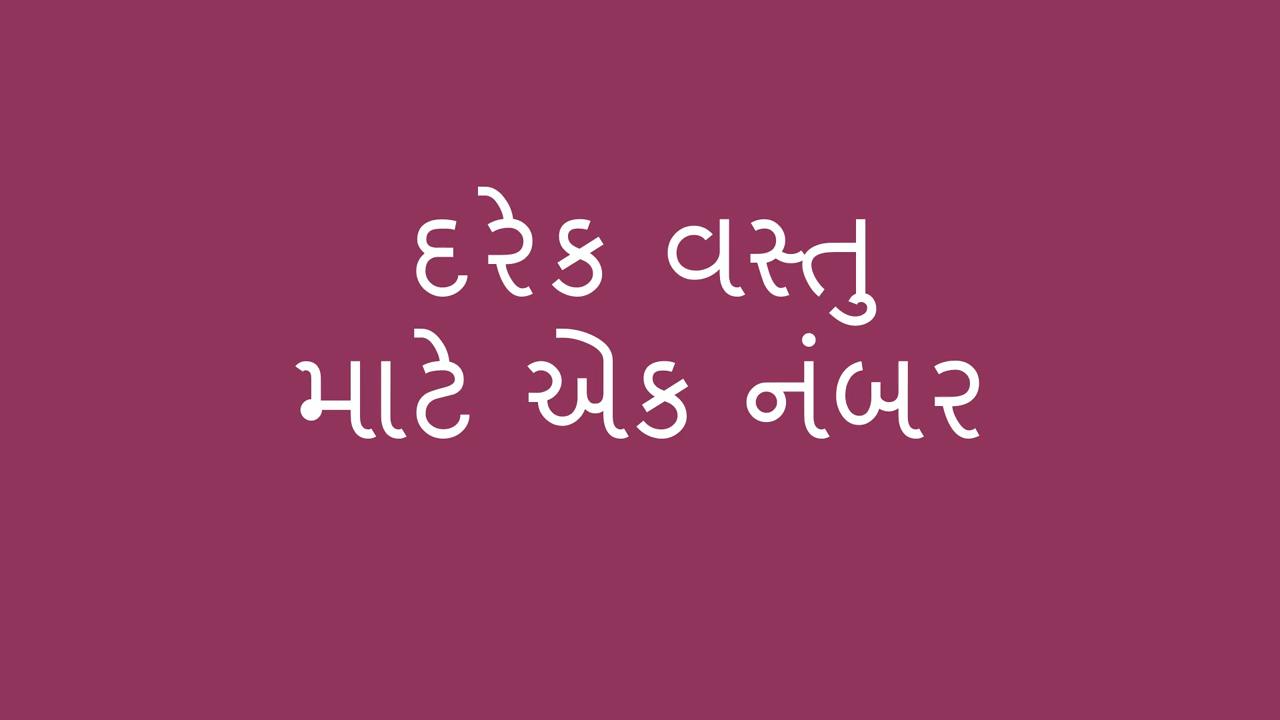 દરેક વસ્તુ
માટે એક નંબર